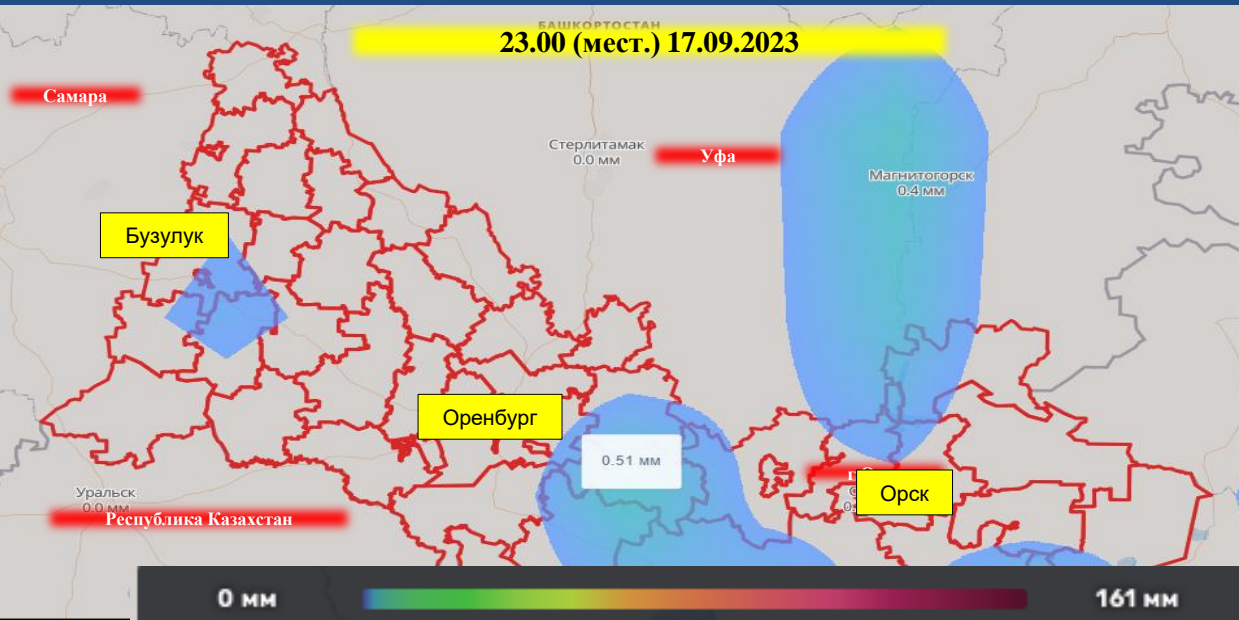 БАШКОРТОСТАН
23.00 (мест.) 17.09.2023
Самара
Стерлитамак
0.0 мм
Уфа
Магнитогорск
0.4 мм
Бузулук
Оренбург
0.51 мм
Орск
Уральск
0.0 мм
Республика Казахстан
0 мм
161 мм